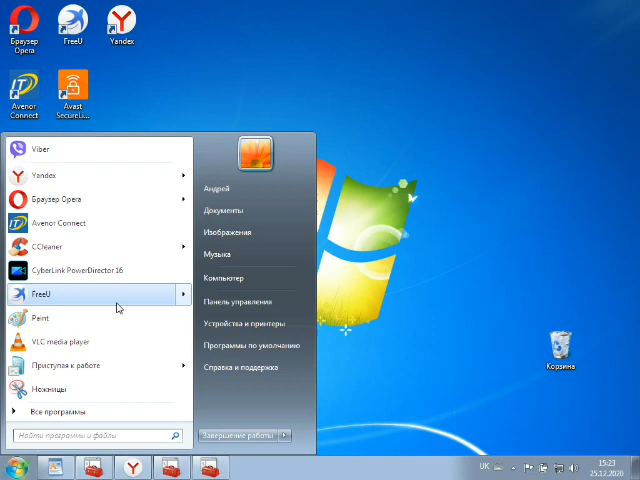 Браузер
Opera
FreeU
Yandex
Avenor
Connect
Avast
SecureLi...
Viber
Yandex
Браузер Opera
Avenor Connect
CCleaner
CyberLink PowerDirector 16
FreeU
Paint
VLC media player
Приступая к работе
Ножницы
Все программы
Найти программы и файлы
Андрей
Документы
Изображения
Музыка
Компьютер
Панель управления
Устройства и принтеры
Программы по умолчанию
Справка и поддержка
Завершение работы
Корзина
UK
15:23
25.12.2020